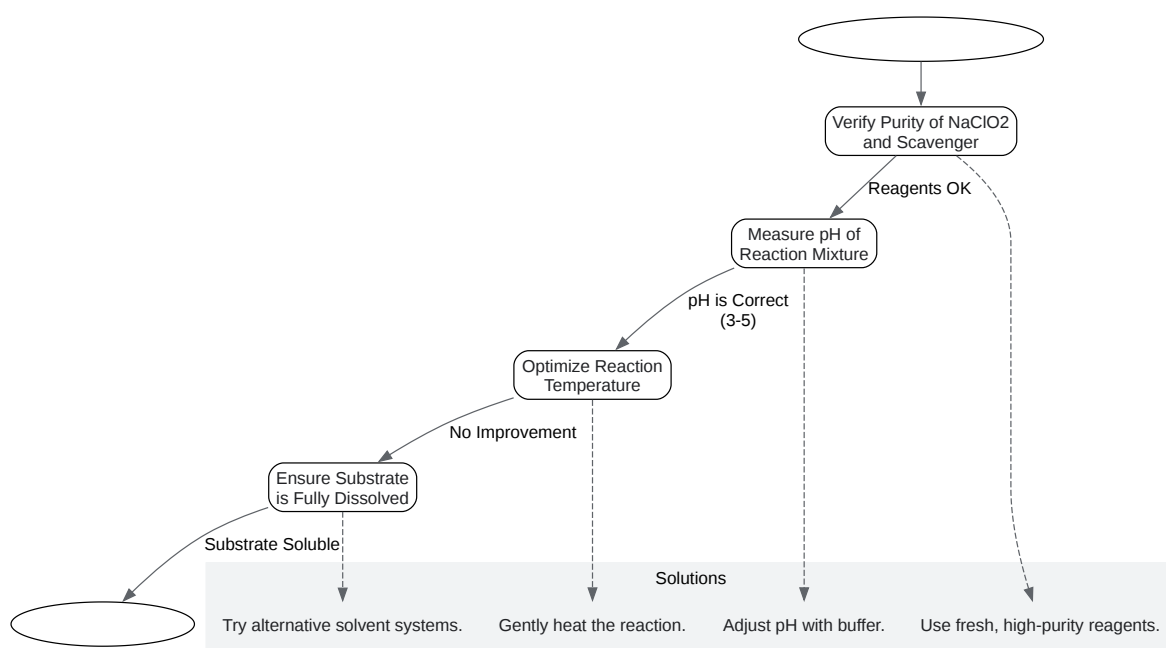 Verify Purity of NaClO2
and Scavenger
Reagents OK
Measure pH of
Reaction Mixture
pH is Correct
(3-5)
Optimize Reaction
Temperature
No Improvement
Ensure Substrate
is Fully Dissolved
Substrate Soluble
Solutions
Try alternative solvent systems.
Gently heat the reaction.
Adjust pH with buffer.
Use fresh, high-purity reagents.